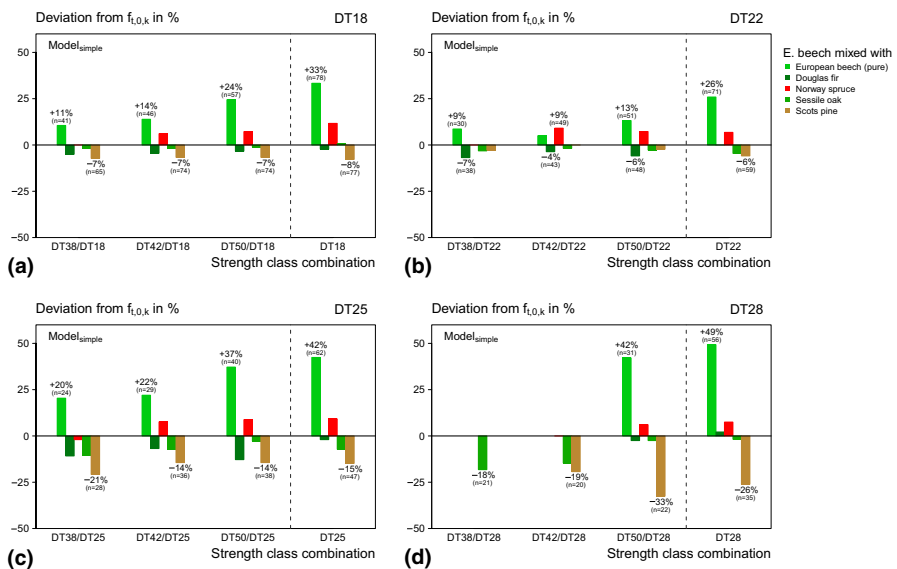 Deviation from ft,0,k in % DT18
Modelsimple
50
25
0
−25
−50
+11%
(n=41)
−7%
(n=65)
+14%
(n=46)
−7%
(n=74)
+24%
(n=57)
−7%
(n=74)
+33%
(n=78)
−8%
(n=77)
DT38/DT18 DT42/DT18 DT50/DT18 DT18
(a) Strength class combination
Deviation from ft,0,k in % DT22
Modelsimple
50
25
0
−25
−50
+9%
(n=30)
−7%
(n=38)
+9%
(n=49)
−4%
(n=43)
+13%
(n=51)
−6%
(n=48)
+26%
(n=71)
−6%
(n=59)
DT38/DT22 DT42/DT22 DT50/DT22 DT22
(b) Strength class combination
E. beech mixed with
European beech (pure)
Douglas fir
Norway spruce
Sessile oak
Scots pine
Deviation from ft,0,k in % DT25
Modelsimple
50
25
0
−25
−50
+20%
(n=24)
−21%
(n=28)
+22%
(n=29)
−14%
(n=36)
+37%
(n=40)
−14%
(n=38)
+42%
(n=62)
−15%
(n=47)
DT38/DT25 DT42/DT25 DT50/DT25 DT25
(c) Strength class combination
Deviation from ft,0,k in % DT28
Modelsimple
50
25
0
−25
−50
−18%
(n=21)
−19%
(n=20)
+42%
(n=31)
−33%
(n=22)
+49%
(n=56)
−26%
(n=35)
DT38/DT28 DT42/DT28 DT50/DT28 DT28
(d) Strength class combination